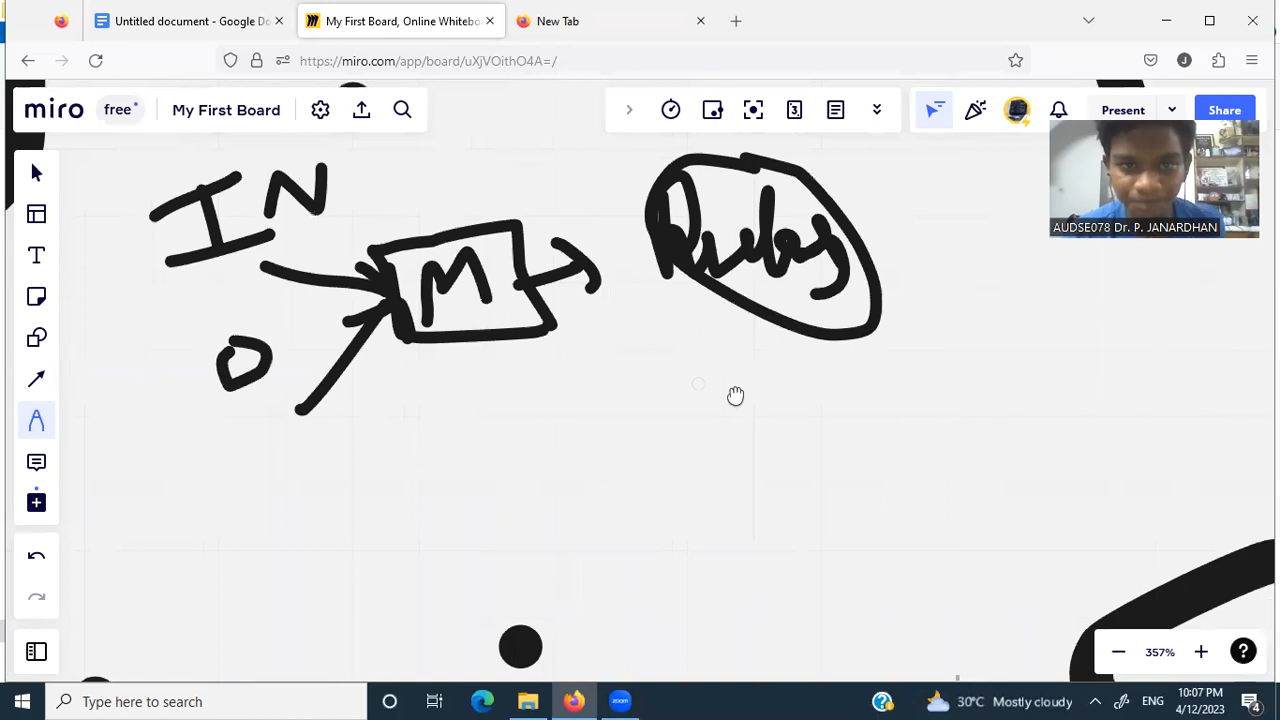 Untitled document - Google Do
My First Board, Online Whitebo
New Tab
https://miro.com/app/board/uXjVOithO4A=/
miro
free
My First Board
Present
Share
AUDSE078 Dr. P. JANARDHAN
IN
M
O
357%
Type here to search
zoom
30°C Mostly cloudy
ENG
10:07 PM
4/12/2023
4